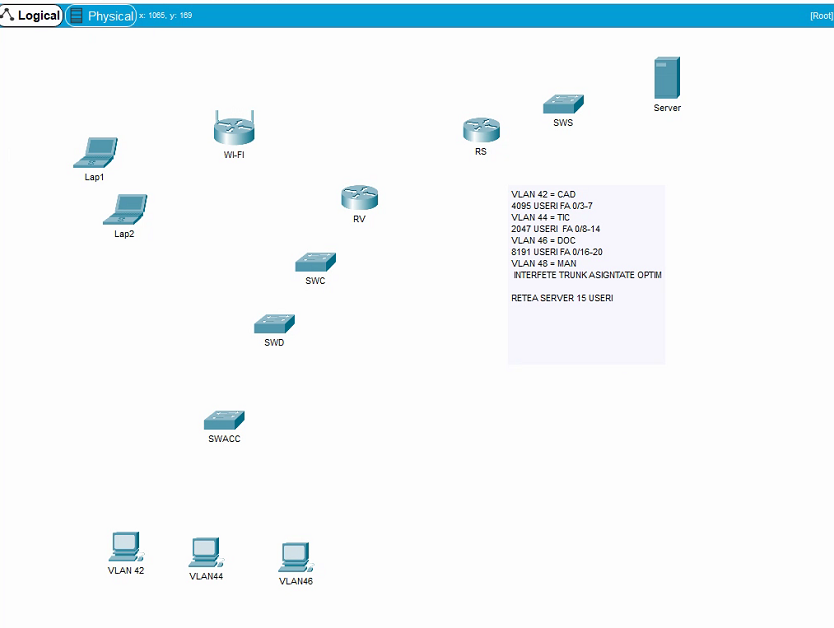 Logical
Physical
x: 1065, y: 189
[Root]
Server
SWS
RS
WI-FI
Lap1
Lap2
RV
VLAN 42 = CAD
4095 USERI FA 0/3-7
VLAN 44 = TIC
2047 USERI FA 0/8-14
VLAN 46 = DOC
8191 USERI FA 0/16-20
VLAN 48 = MAN
INTERFETE TRUNK ASIGNTATE OPTIM
RETEA SERVER 15 USERI
SWC
SWD
SWACC
VLAN 42
VLAN44
VLAN46